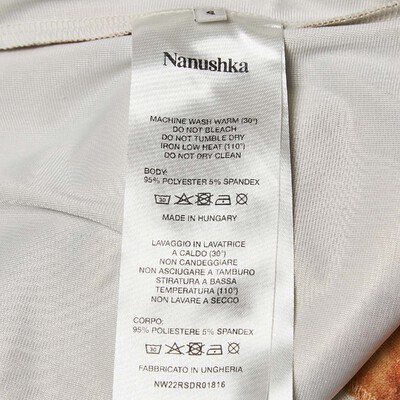 Nanushka
MACHINE WASH WARM (30°)
DO NOT BLEACH
DO NOT TUMBLE DRY
IRON LOW HEAT (110°)
DO NOT DRY CLEAN
BODY:
95% POLYESTER 5% SPANDEX
30
MADE IN HUNGARY
LAVAGGIO IN LAVATRICE
A CALDO (30°)
NON CANDEGGIARE
NON ASCIUGARE A TAMBURO
STIRATURA A BASSA
TEMPERATURA (110°)
NON LAVARE A SECCO
CORPO:
95% POLIESTERE 5% SPANDEX
30
FABBRICATO IN UNGHERIA
NW22RSDR01816